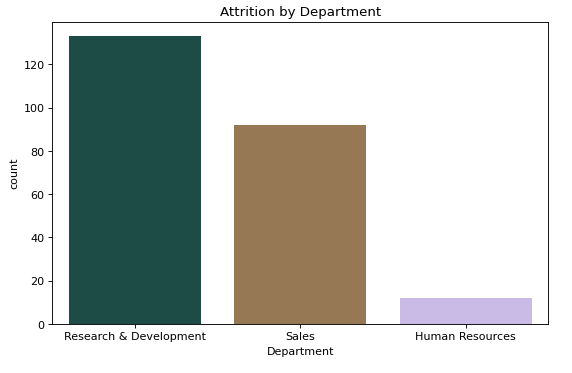 Attrition by Department
count
120
100
80
60
40
20
0
Research & Development Sales Human Resources
Department